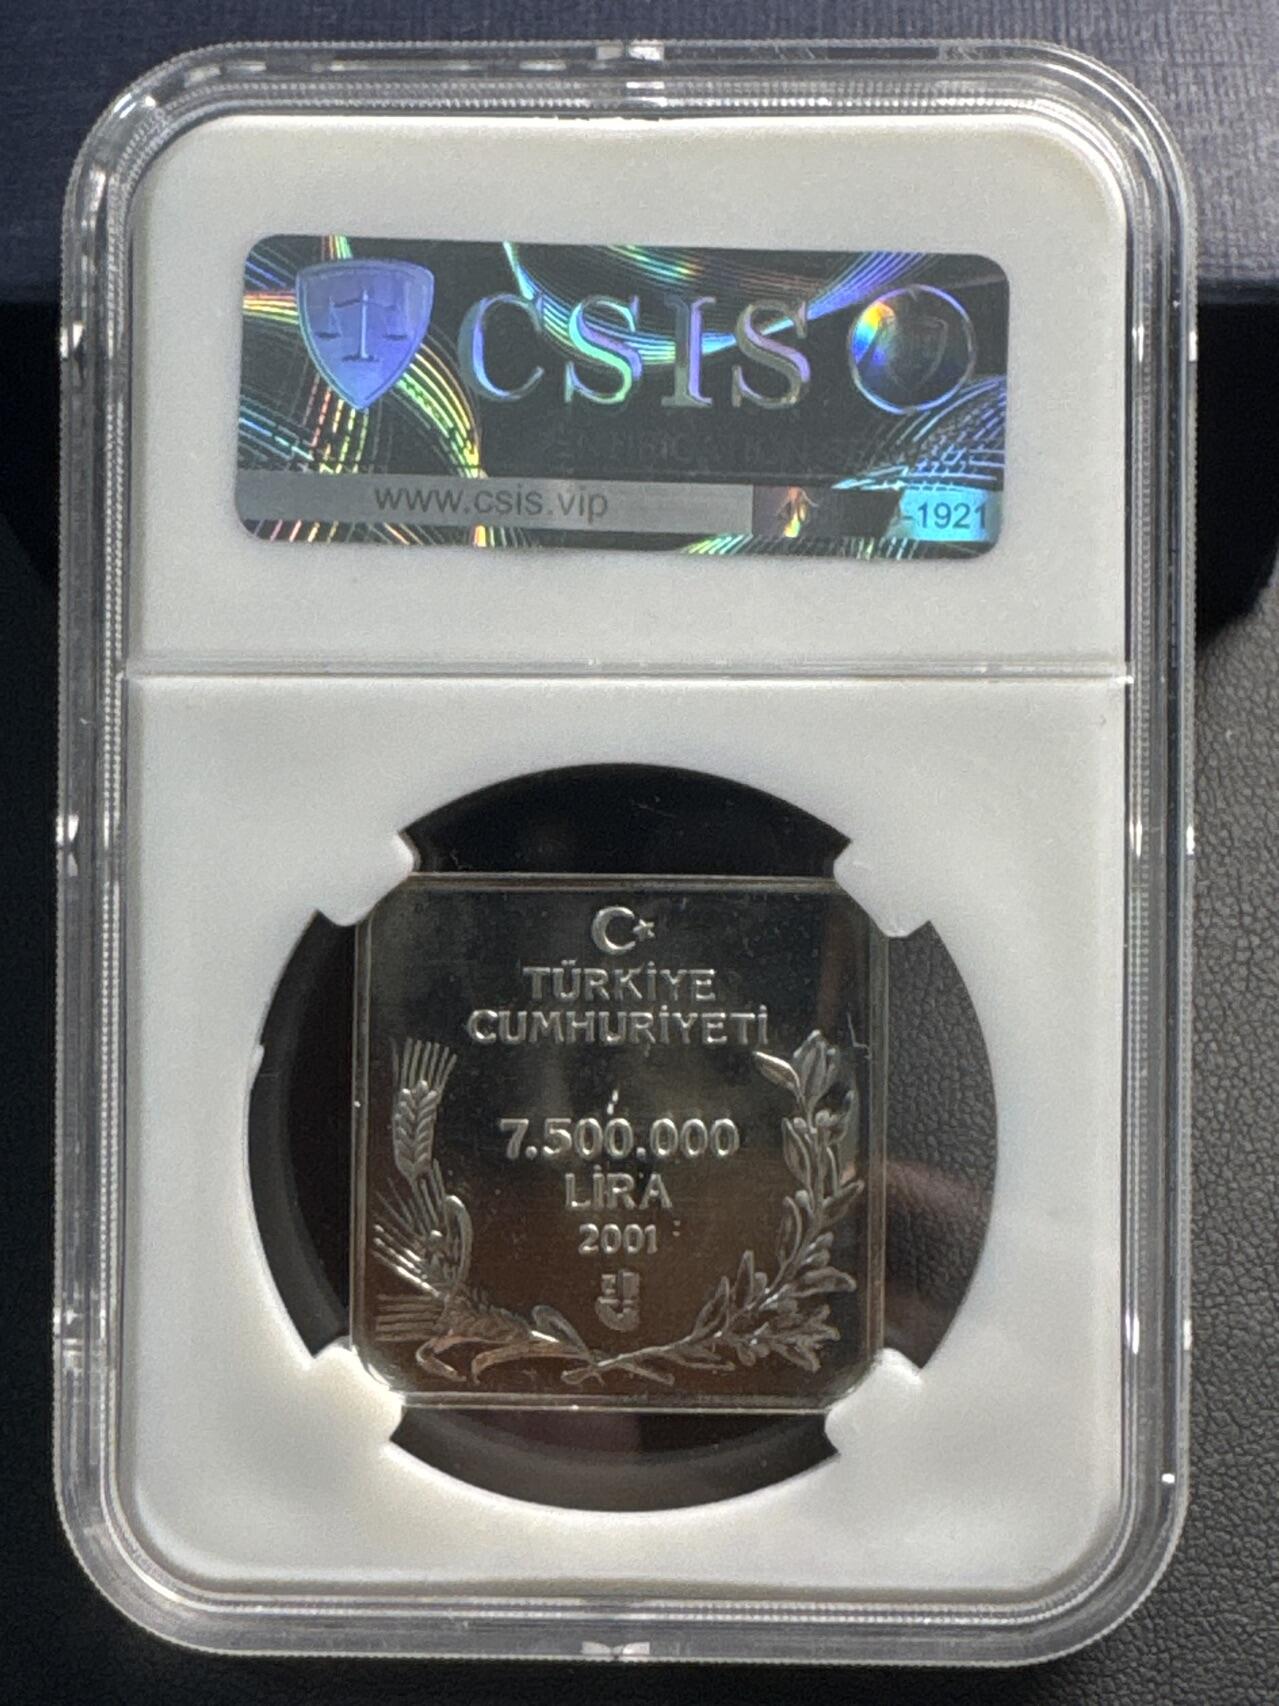 CSIS
www.csis.vip
-1921
TÜRKİYE
CUMHURİYETİ
7.500.000
LİRA
2001